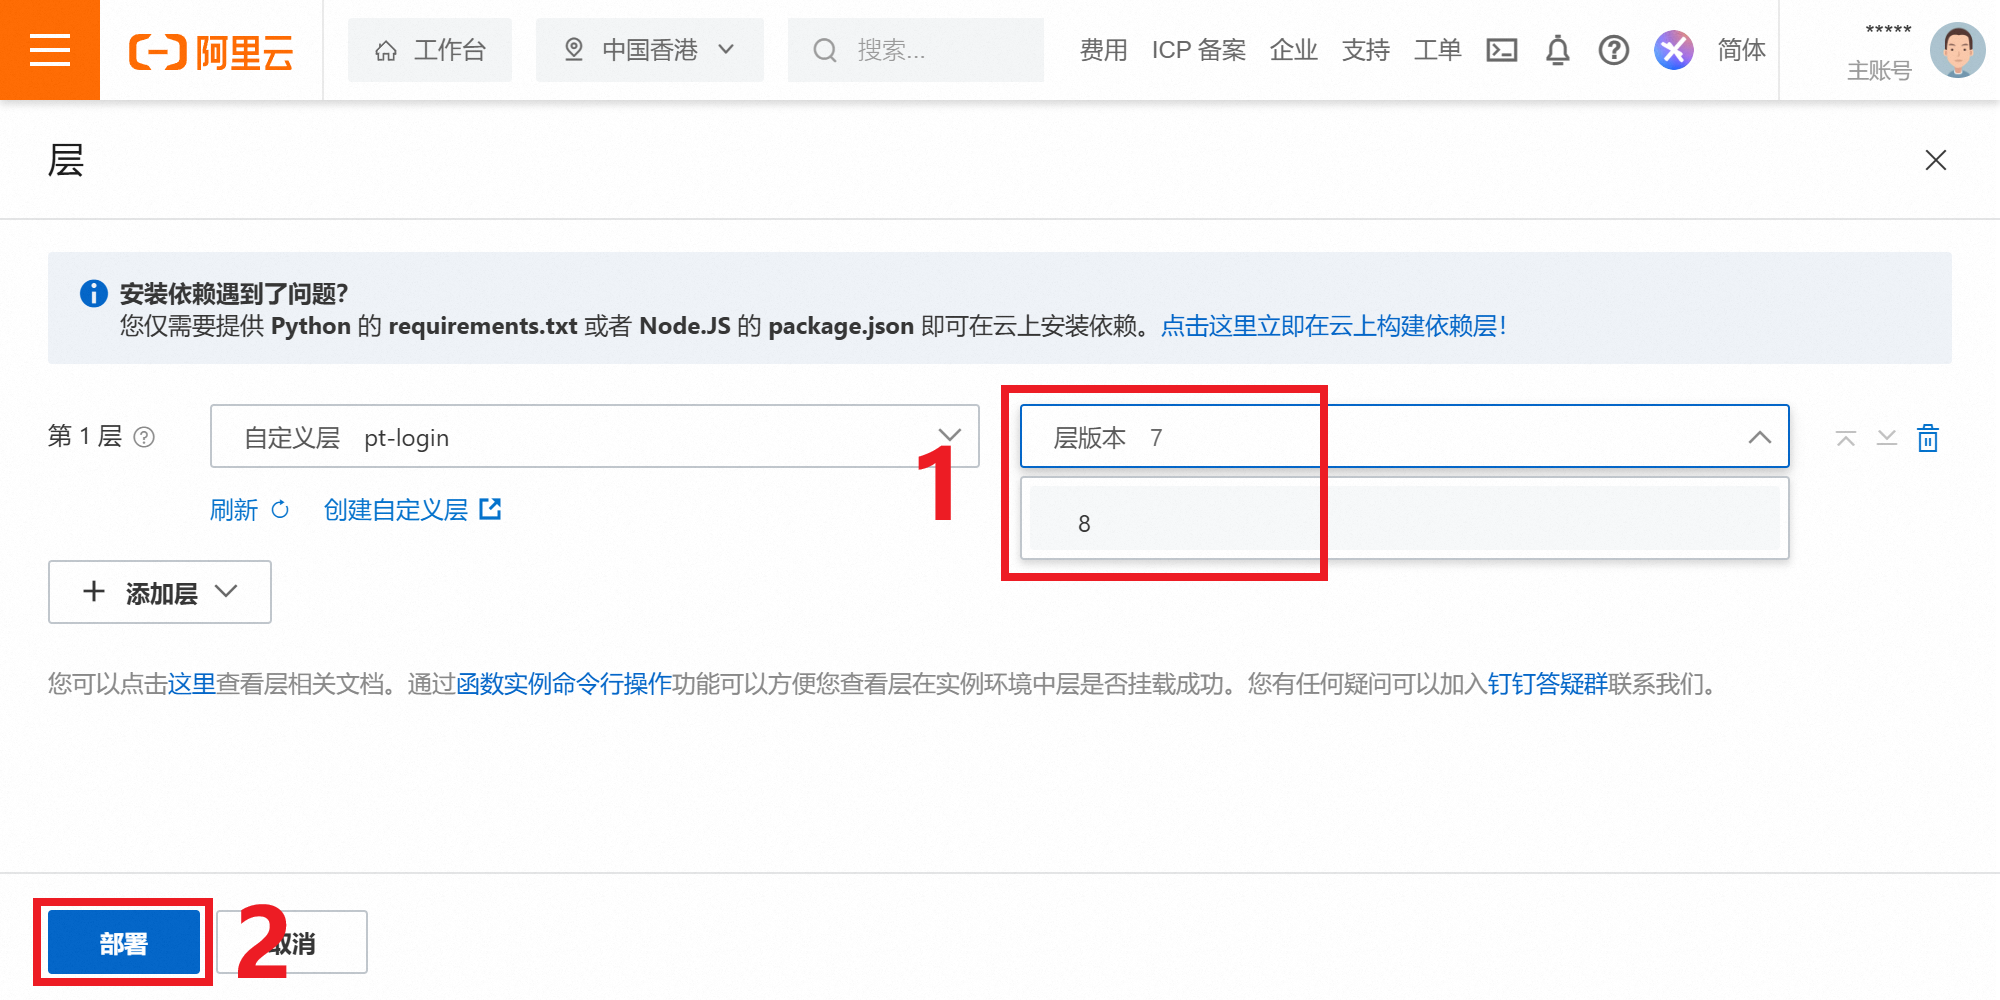 阿里云
工作台
中国香港
搜索...
费用 ICP 备案 企业 支持 工单 简体
*****
主账号
层
安装依赖遇到了问题?
您仅需要提供 Python 的 requirements.txt 或者 Node.JS 的 package.json 即可在云上安装依赖。点击这里立即在云上构建依赖层!
第 1 层
自定义层 pt-login
层版本 7
1
8
刷新 创建自定义层
添加层
您可以点击这里查看层相关文档。通过函数实例命令行操作功能可以方便您查看层在实例环境中层是否挂载成功。您有任何疑问可以加入钉钉答疑群联系我们。
部署
2
取消